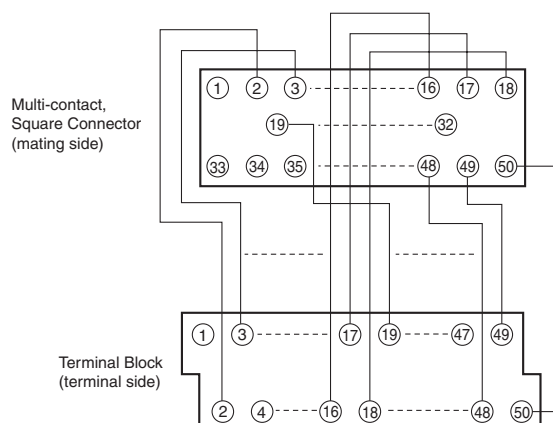 1 2 3 16 17 18
Multi-contact,
Square Connector
(mating side)
19 32
33 34 35 48 49 50
1 3 17 19 47 49
Terminal Block
(terminal side)
2 4 16 18 48 50